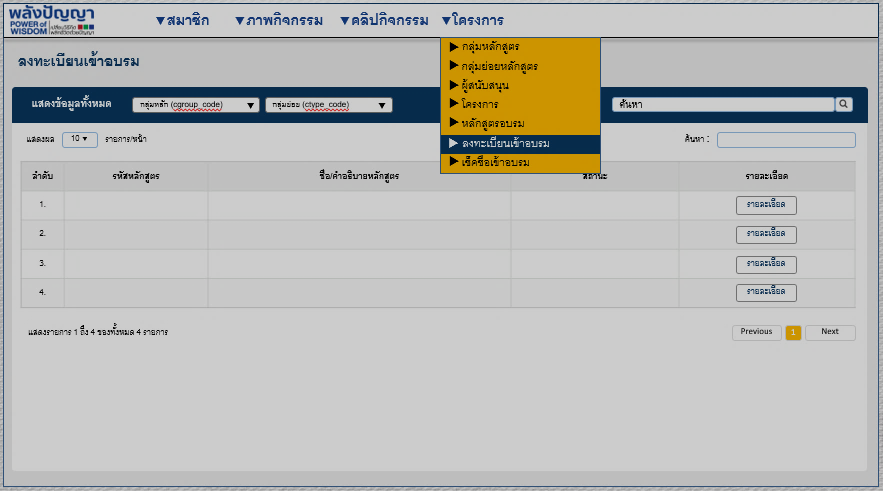 พลังปัญญา
POWER of
WISDOM
▼สมาชิก ▼ภาพกิจกรรม ▼คลิปกิจกรรม ▼โครงการ
▶ กลุ่มหลักสูตร
▶ กลุ่มย่อยหลักสูตร
▶ ผู้สนับสนุน
▶ โครงการ
▶ หลักสูตรอบรม
▶ ลงทะเบียนเข้าอบรม
▶ เช็คชื่อเข้าอบรม
ลงทะเบียนเข้าอบรม
แสดงข้อมูลทั้งหมด กลุ่มหลัก (cgroup_code) ▼ กลุ่มย่อย (ctype_code) ▼ ค้นหา
แสดงผล 10 ▼ รายการ/หน้า ค้นหา :
ลำดับ รหัสหลักสูตร ชื่อ/คำอธิบายหลักสูตร สถานะ รายละเอียด
1. รายละเอียด
2. รายละเอียด
3. รายละเอียด
4. รายละเอียด
แสดงรายการ 1 ถึง 4 ของทั้งหมด 4 รายการ Previous 1 Next